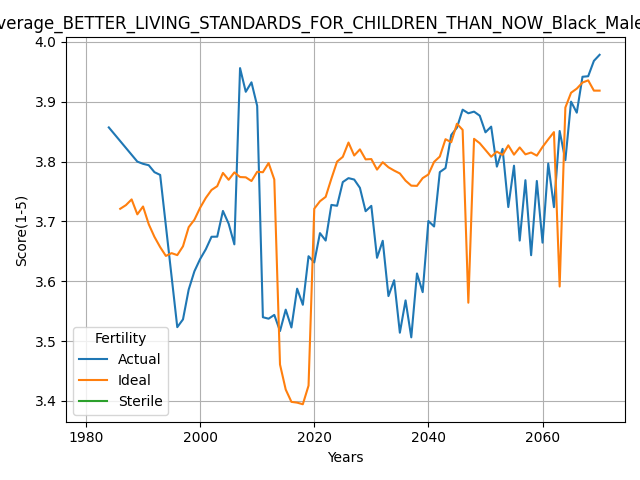 verage_BETTER_LIVING_STANDARDS_FOR_CHILDREN_THAN_NOW_Black_Male
4.0
3.9
3.8
3.7
3.6
3.5
3.4
Score(1-5)
Fertility
Actual
Ideal
Sterile
1980 2000 2020 2040 2060
Years